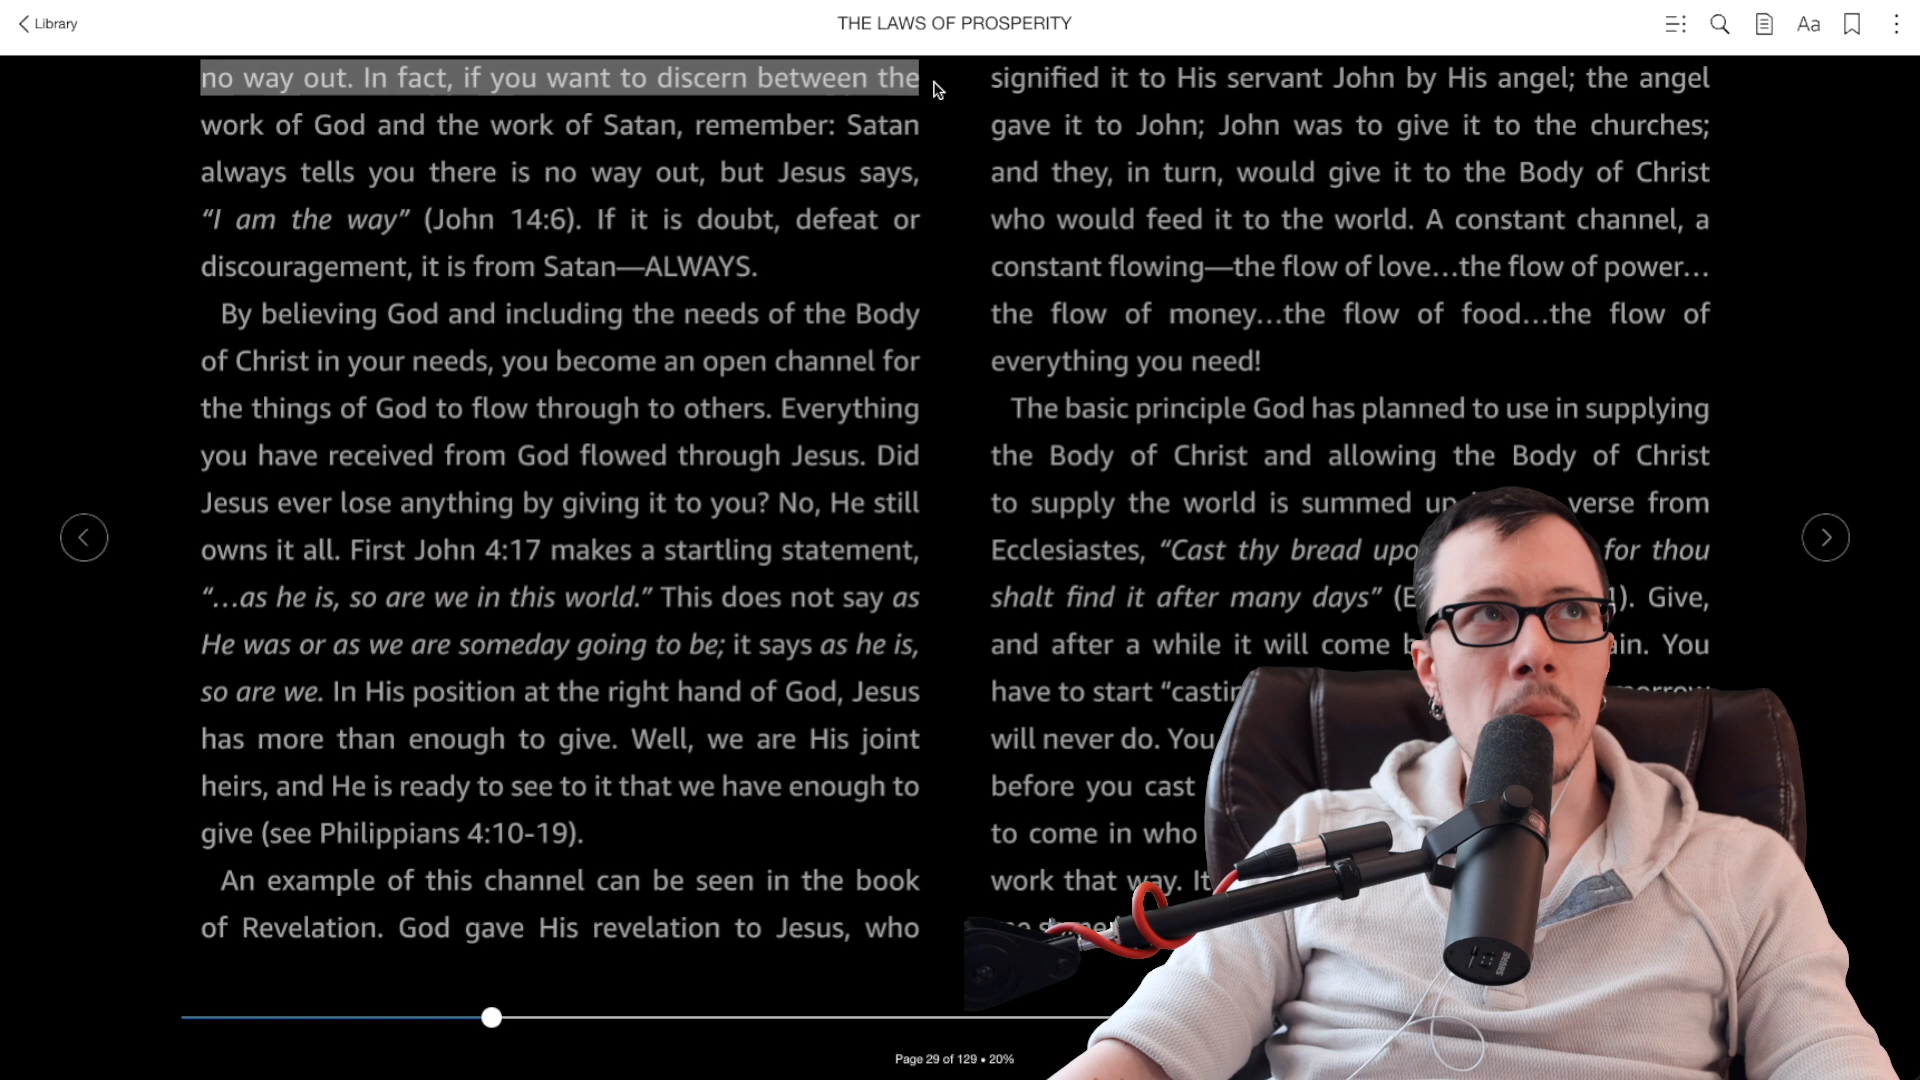 Library
THE LAWS OF PROSPERITY
Aa
no way out. In fact, if you want to discern between the
work of God and the work of Satan, remember: Satan
always tells you there is no way out, but Jesus says,
“I am the way” (John 14:6). If it is doubt, defeat or
discouragement, it is from Satan—ALWAYS.
By believing God and including the needs of the Body
of Christ in your needs, you become an open channel for
the things of God to flow through to others. Everything
you have received from God flowed through Jesus. Did
Jesus ever lose anything by giving it to you? No, He still
owns it all. First John 4:17 makes a startling statement,
“…as he is, so are we in this world.” This does not say as
He was or as we are someday going to be; it says as he is,
so are we. In His position at the right hand of God, Jesus
has more than enough to give. Well, we are His joint
heirs, and He is ready to see to it that we have enough to
give (see Philippians 4:10-19).
An example of this channel can be seen in the book
of Revelation. God gave His revelation to Jesus, who
signified it to His servant John by His angel; the angel
gave it to John; John was to give it to the churches;
and they, in turn, would give it to the Body of Christ
who would feed it to the world. A constant channel, a
constant flowing—the flow of love…the flow of power…
the flow of money…the flow of food…the flow of
everything you need!
The basic principle God has planned to use in supplying
the Body of Christ and allowing the Body of Christ
to supply the world is summed up verse from
Ecclesiastes, “Cast thy bread for thou
shalt find it after many days” Give,
and after a while it will come You
have to start
will never do. You
before you cast
to come in who
work that way. It
SHURE
Page 29 of 129 • 20%